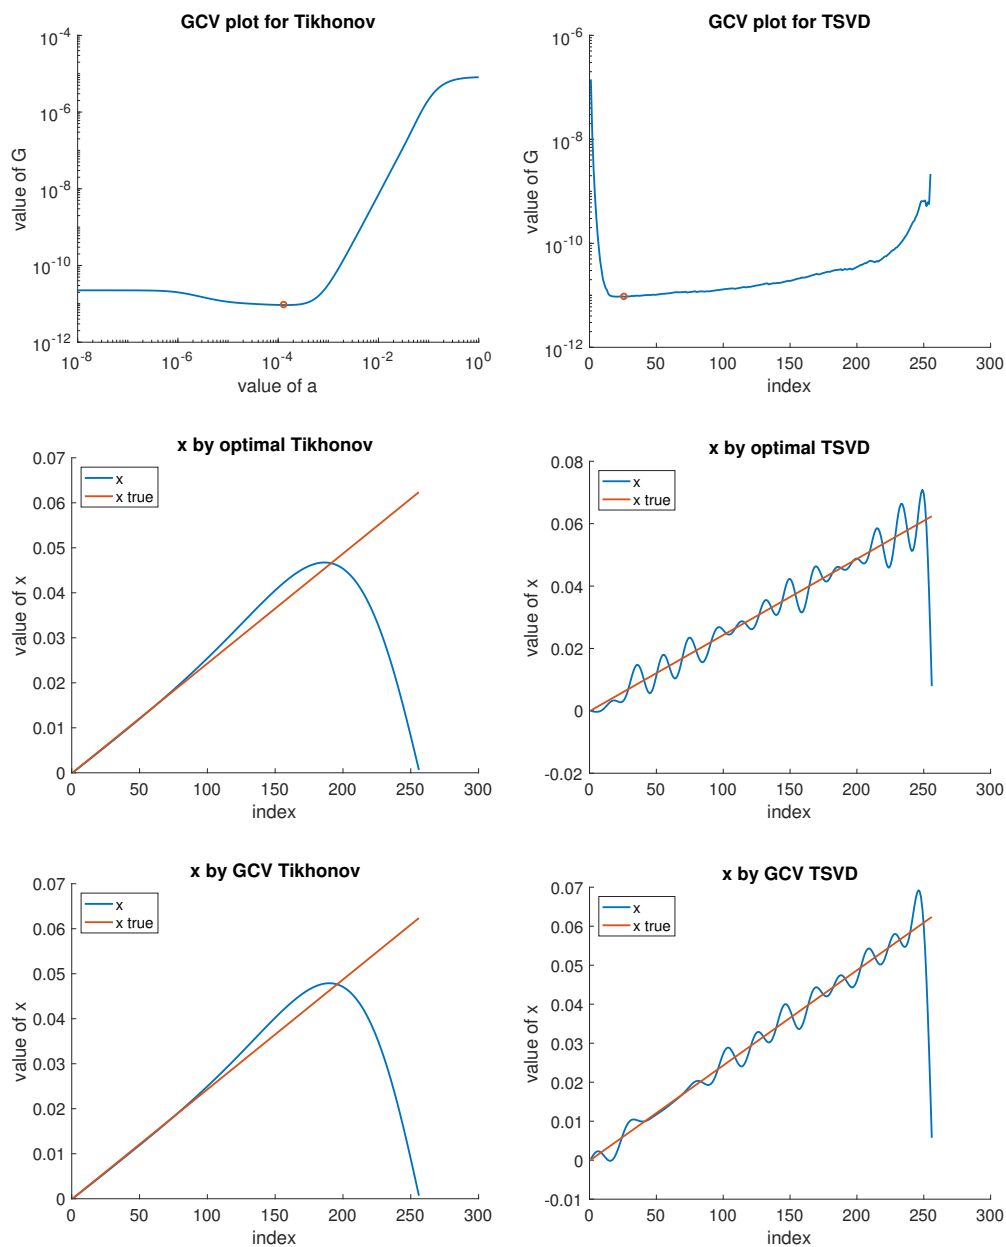 GCV plot for Tikhonov
10^-4
10^-6
10^-8
10^-10
10^-12
value of G
10^-8 10^-6 10^-4 10^-2 10^0
value of a
GCV plot for TSVD
10^-6
10^-8
10^-10
10^-12
value of G
0 50 100 150 200 250 300
index
x by optimal Tikhonov
0.07
0.06
0.05
0.04
0.03
0.02
0.01
0
value of x
x
x true
0 50 100 150 200 250 300
index
x by optimal TSVD
0.08
0.06
0.04
0.02
0
-0.02
value of x
x
x true
0 50 100 150 200 250 300
index
x by GCV Tikhonov
0.07
0.06
0.05
0.04
0.03
0.02
0.01
0
value of x
x
x true
0 50 100 150 200 250 300
index
x by GCV TSVD
0.07
0.06
0.05
0.04
0.03
0.02
0.01
0
-0.01
value of x
x
x true
0 50 100 150 200 250 300
index